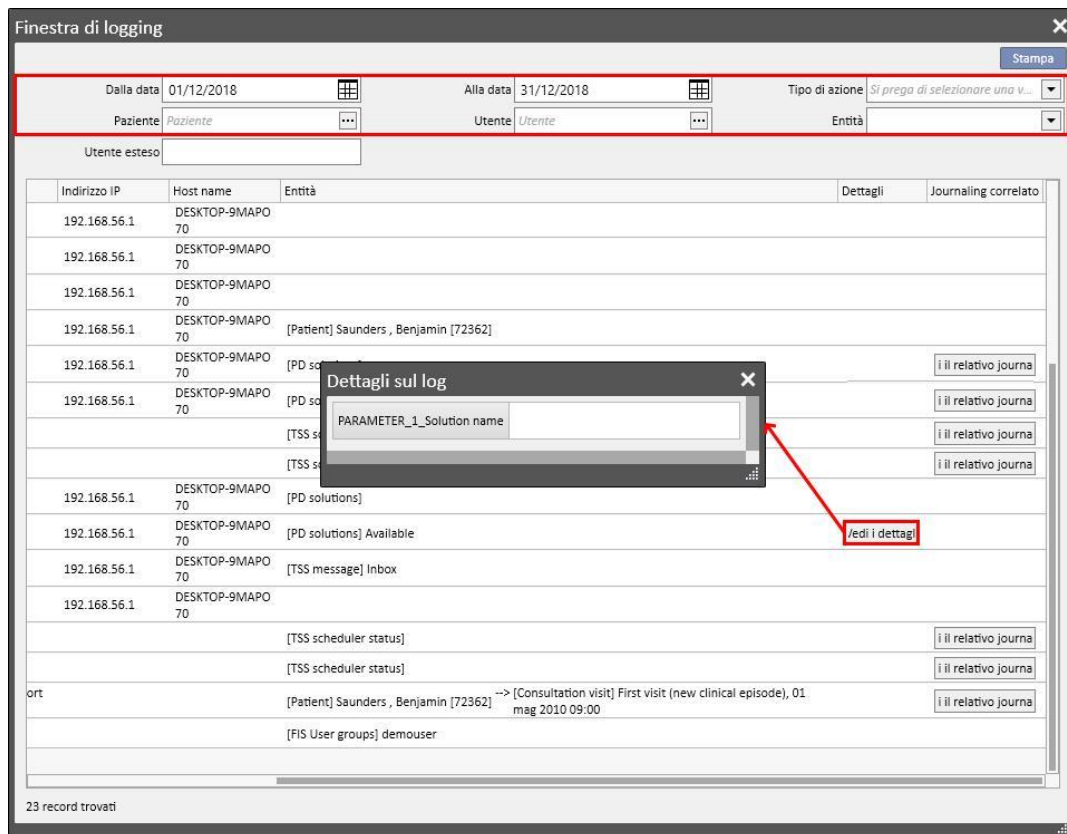 Finestra di logging
Stampa
Dalla data 01/12/2018 Alla data 31/12/2018 Tipo di azione Si prega di selezionare una v...
Paziente Paziente ... Utente Utente ... Entità
Utente esteso
Indirizzo IP Host name Entità Dettagli Journaling correlato
192.168.56.1 DESKTOP-9MAPO
70
192.168.56.1 DESKTOP-9MAPO
70
192.168.56.1 DESKTOP-9MAPO
70
192.168.56.1 DESKTOP-9MAPO
70 [Patient] Saunders , Benjamin [72362]
192.168.56.1 DESKTOP-9MAPO
70 [PD so i il relativo journa
192.168.56.1 DESKTOP-9MAPO
70 [PD so i il relativo journa
[TSS s i il relativo journa
[TSS s i il relativo journa
Dettagli sul log
PARAMETER_1_Solution name
192.168.56.1 DESKTOP-9MAPO
70 [PD solutions]
192.168.56.1 DESKTOP-9MAPO
70 [PD solutions] Available /edi i dettagl
192.168.56.1 DESKTOP-9MAPO
70 [TSS message] Inbox
192.168.56.1 DESKTOP-9MAPO
70
[TSS scheduler status] i il relativo journa
[TSS scheduler status] i il relativo journa
ort [Patient] Saunders , Benjamin [72362] --> [Consultation visit] First visit (new clinical episode), 01
mag 2010 09:00 i il relativo journa
[FIS User groups] demouser
23 record trovati